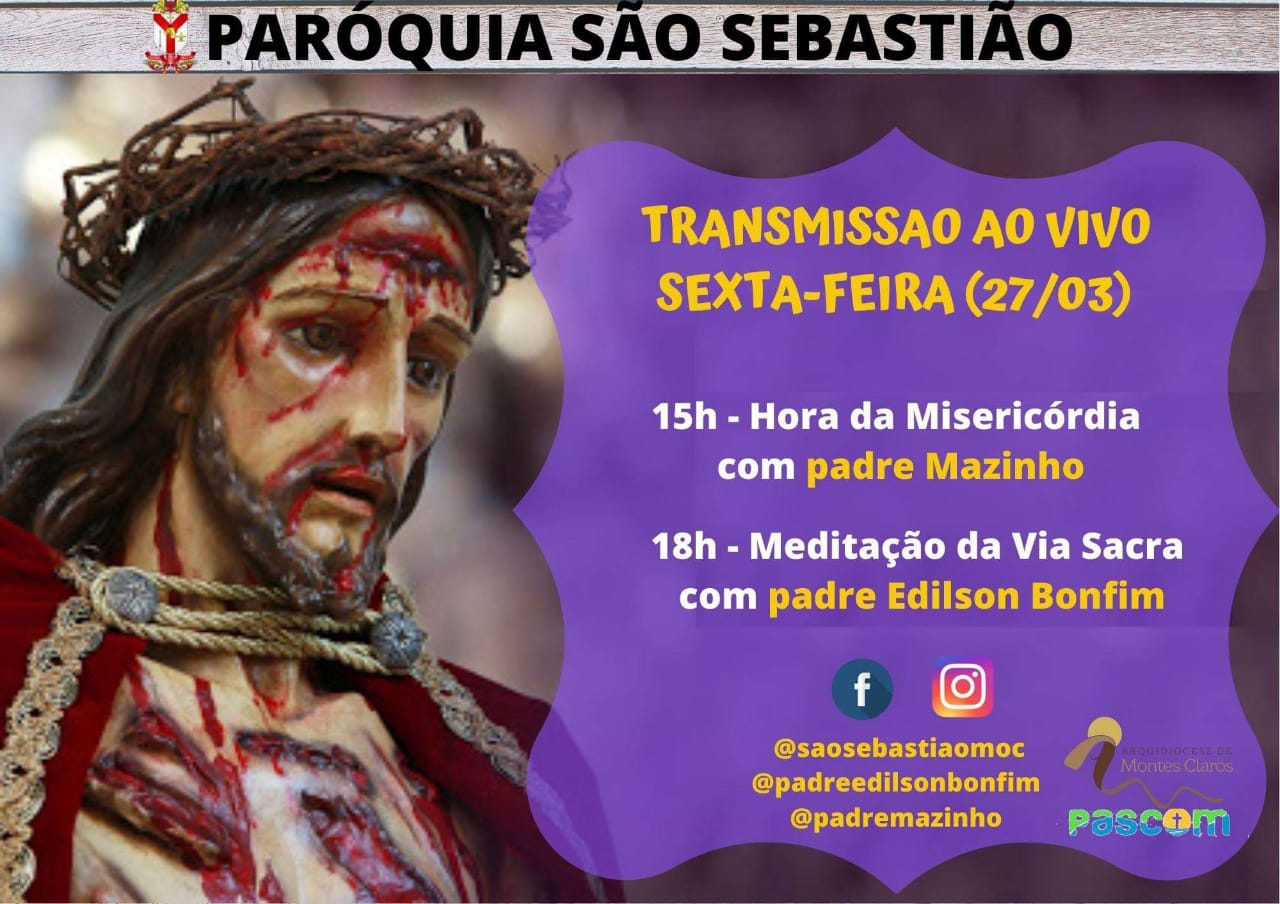 PARÓQUIA SÃO SEBASTIÃO
TRANSMISSAO AO VIVO
SEXTA-FEIRA (27/03)
15h - Hora da Misericórdia
com padre Mazinho
18h - Meditação da Via Sacra
com padre Edilson Bonfim
@saosebastiaomoc
@padreedilsonbonfim
@padremazinho
ARQUIDIOCESE DE
Montes Claros
Pascom